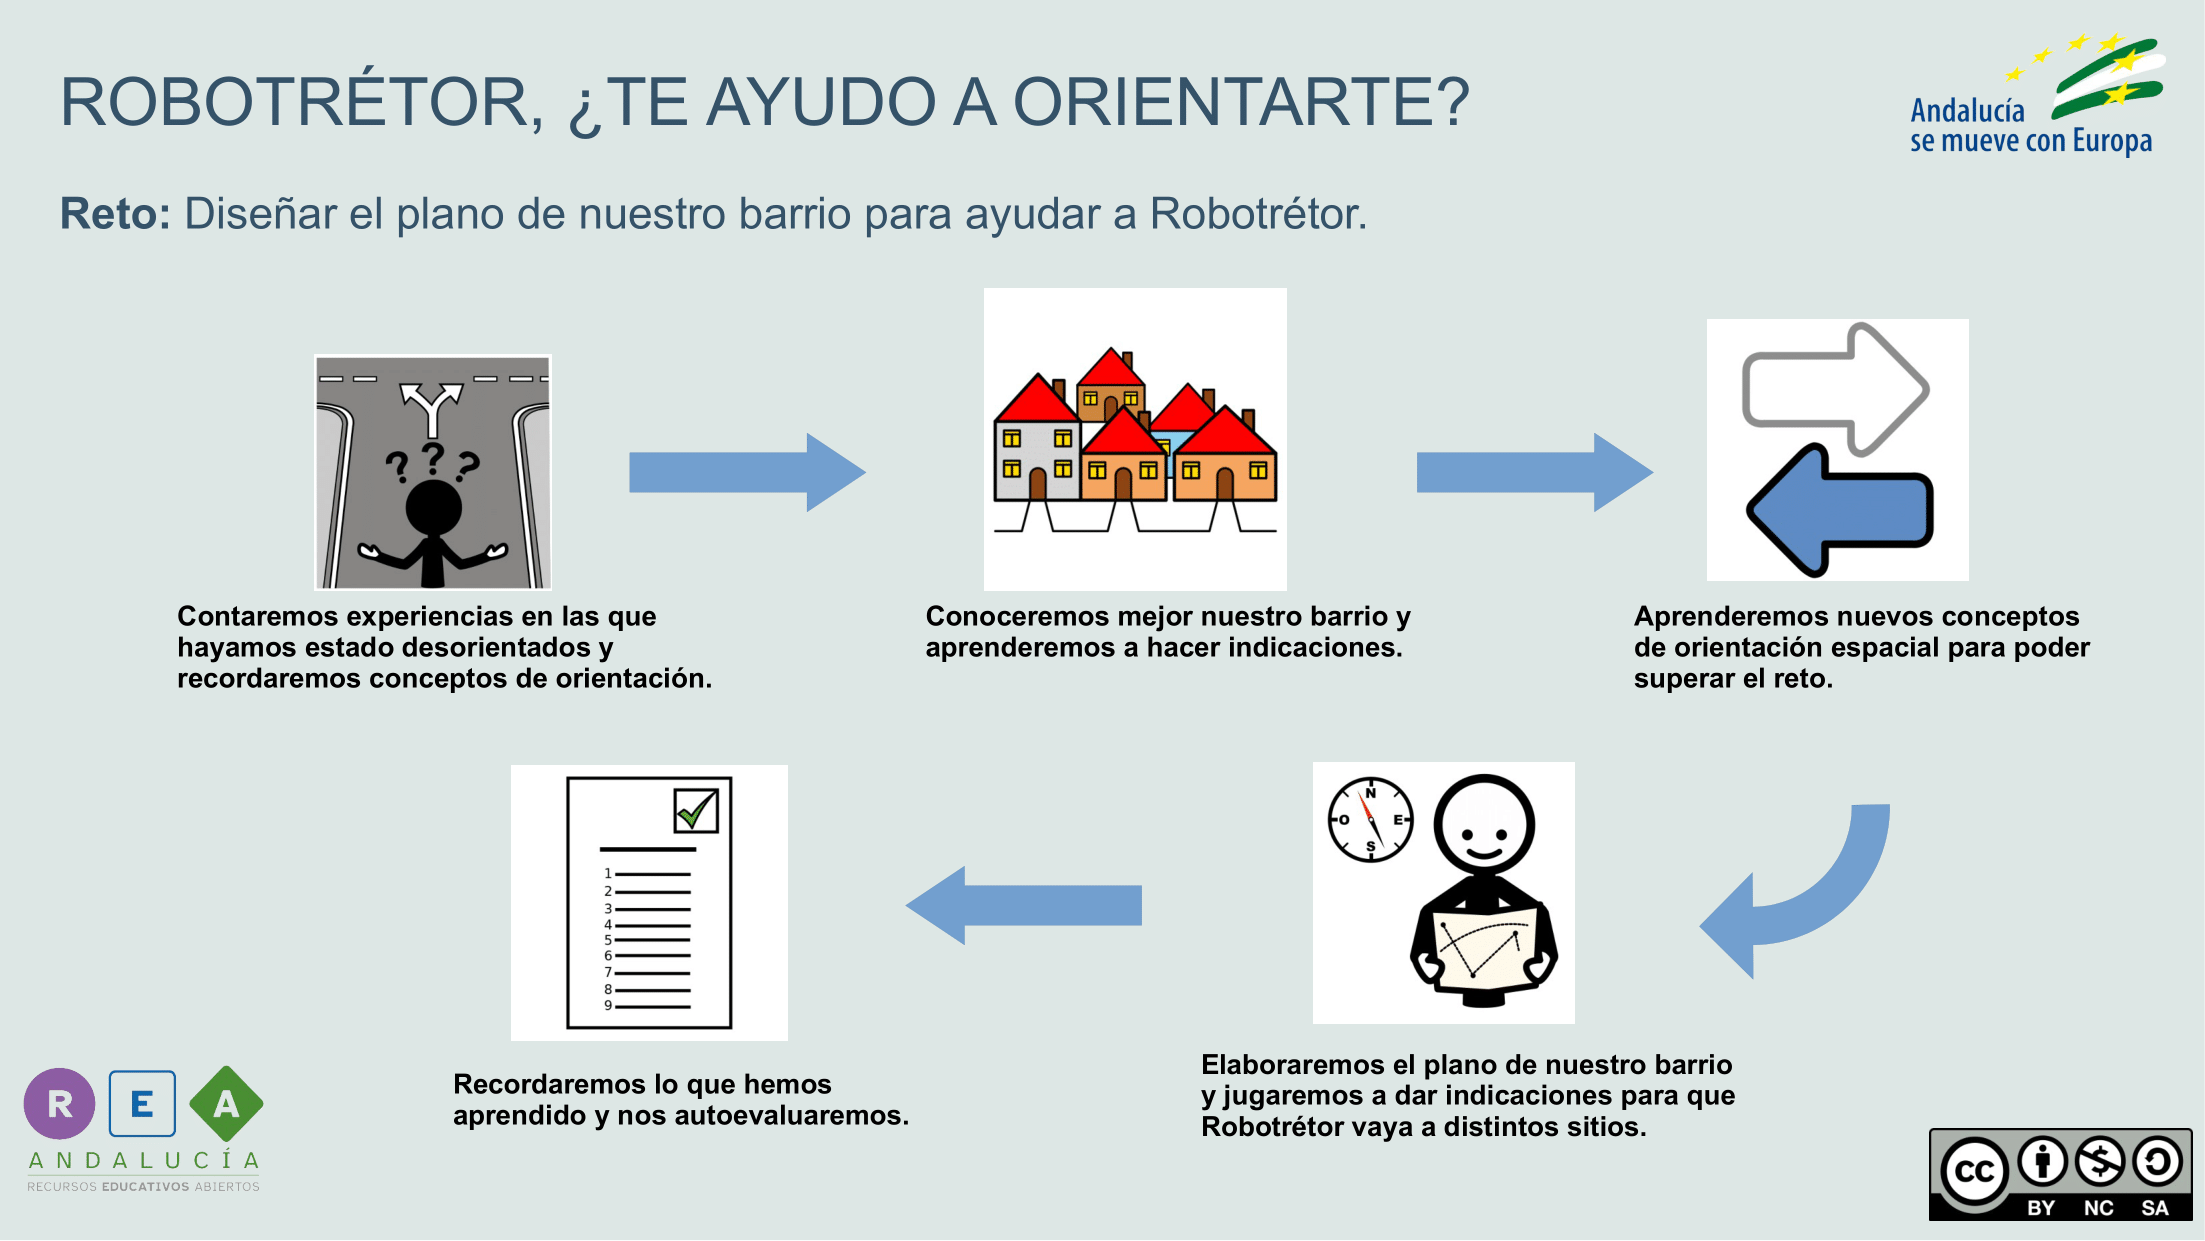 ROBOTRÉTOR, ¿TE AYUDO A ORIENTARTE?
Andalucía
se mueve con Europa
Reto: Diseñar el plano de nuestro barrio para ayudar a Robotrétor.
? ? ?
Contaremos experiencias en las que
hayamos estado desorientados y
recordaremos conceptos de orientación.
Conoceremos mejor nuestro barrio y
aprenderemos a hacer indicaciones.
Aprenderemos nuevos conceptos
de orientación espacial para poder
superar el reto.
1
2
3
4
5
6
7
8
9
Recordaremos lo que hemos
aprendido y nos autoevaluaremos.
N
O E
S
Elaboraremos el plano de nuestro barrio
y jugaremos a dar indicaciones para que
Robotrétor vaya a distintos sitios.
R E A
ANDALUCÍA
RECURSOS EDUCATIVOS ABIERTOS
cc
BY NC SA